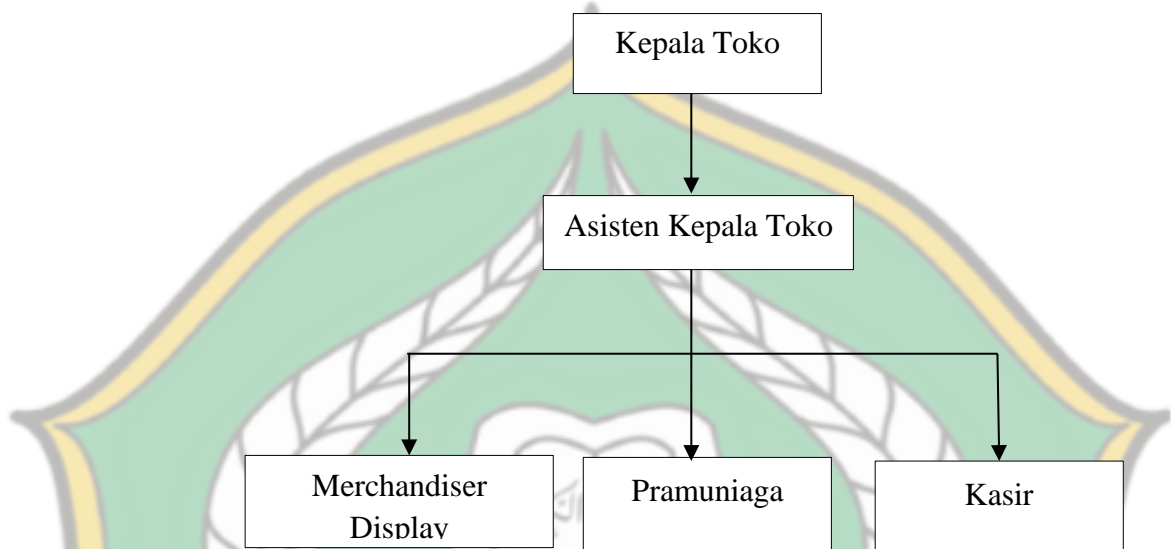 Kepala Toko
Asisten Kepala Toko
Merchandiser
Display
Pramuniaga
Kasir